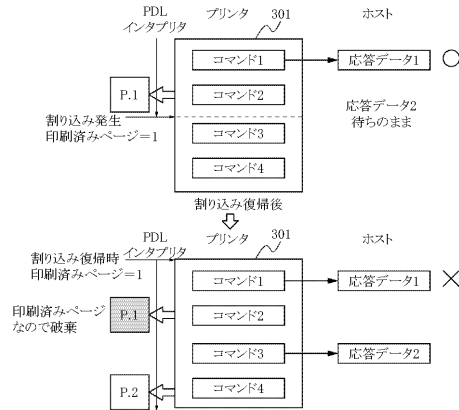 PDL
インタプリタ
プリンタ
301
ホスト
コマンド1
応答データ1
○
P.1
コマンド2
応答データ2
待ちのまま
割り込み発生
印刷済みページ=1
コマンド3
コマンド4
割り込み復帰後
PDL
インタプリタ
プリンタ
301
ホスト
割り込み復帰時
印刷済みページ=1
コマンド1
応答データ1
×
印刷済みページ
なので破棄
P.1
コマンド2
コマンド3
応答データ2
P.2
コマンド4